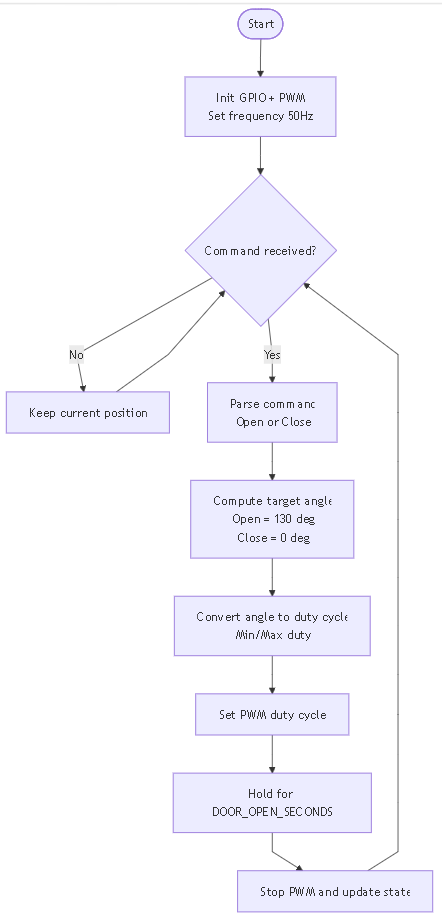 Start
Init GPIO + PWM
Set frequency 50Hz
Command received?
No
Yes
Keep current position
Parse command
Open or Close
Compute target angle
Open = 130 deg
Close = 0 deg
Convert angle to duty cycle
Min/Max duty
Set PWM duty cycle
Hold for
DOOR_OPEN_SECONDS
Stop PWM and update state